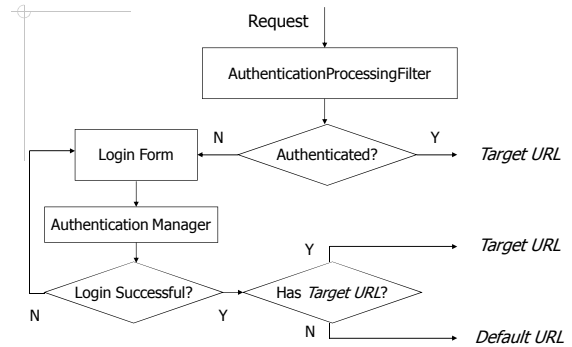 Request
AuthenticationProcessingFilter
N
Y
Login Form
Authenticated?
Target URL
Authentication Manager
Y
Target URL
Login Successful?
Has Target URL?
N
Y
N
Default URL